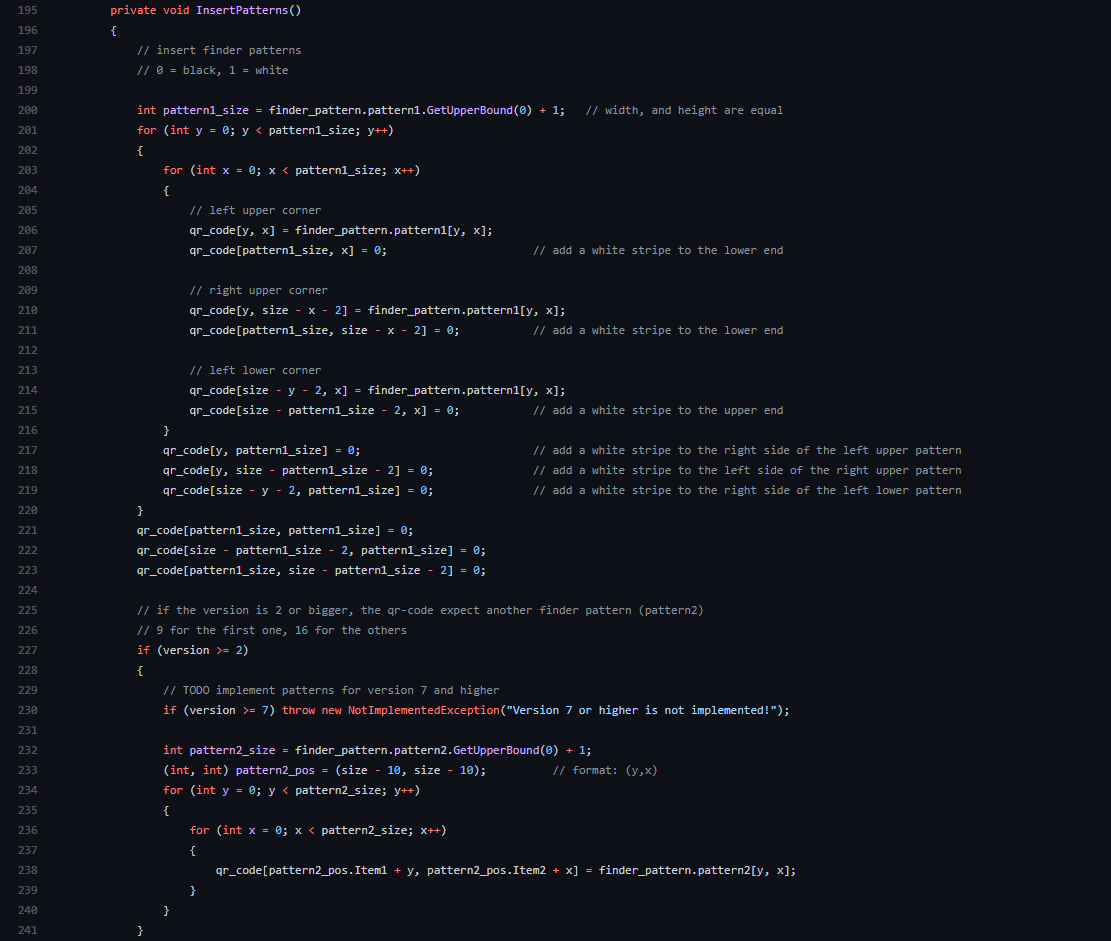 195 private void InsertPatterns()
196 {
197 // insert finder patterns
198 // 0 = black, 1 = white
199
200 int pattern1_size = finder_pattern.pattern1.GetUpperBound(0) + 1; // width, and height are equal
201 for (int y = 0; y < pattern1_size; y++)
202 {
203 for (int x = 0; x < pattern1_size; x++)
204 {
205 // left upper corner
206 qr_code[y, x] = finder_pattern.pattern1[y, x];
207 qr_code[pattern1_size, x] = 0; // add a white stripe to the lower end
208
209 // right upper corner
210 qr_code[y, size - x - 2] = finder_pattern.pattern1[y, x];
211 qr_code[pattern1_size, size - x - 2] = 0; // add a white stripe to the lower end
212
213 // left lower corner
214 qr_code[size - y - 2, x] = finder_pattern.pattern1[y, x];
215 qr_code[size - pattern1_size - 2, x] = 0; // add a white stripe to the upper end
216 }
217 qr_code[y, pattern1_size] = 0; // add a white stripe to the right side of the left upper pattern
218 qr_code[y, size - pattern1_size - 2] = 0; // add a white stripe to the left side of the right upper pattern
219 qr_code[size - y - 2, pattern1_size] = 0; // add a white stripe to the right side of the left lower pattern
220 }
221 qr_code[pattern1_size, pattern1_size] = 0;
222 qr_code[size - pattern1_size - 2, pattern1_size] = 0;
223 qr_code[pattern1_size, size - pattern1_size - 2] = 0;
224
225 // if the version is 2 or bigger, the qr-code expect another finder pattern (pattern2)
226 // 9 for the first one, 16 for the others
227 if (version >= 2)
228 {
229 // TODO implement patterns for version 7 and higher
230 if (version >= 7) throw new NotImplementedException("Version 7 or higher is not implemented!");
231
232 int pattern2_size = finder_pattern.pattern2.GetUpperBound(0) + 1;
233 (int, int) pattern2_pos = (size - 10, size - 10); // format: (y,x)
234 for (int y = 0; y < pattern2_size; y++)
235 {
236 for (int x = 0; x < pattern2_size; x++)
237 {
238 qr_code[pattern2_pos.Item1 + y, pattern2_pos.Item2 + x] = finder_pattern.pattern2[y, x];
239 }
240 }
241 }